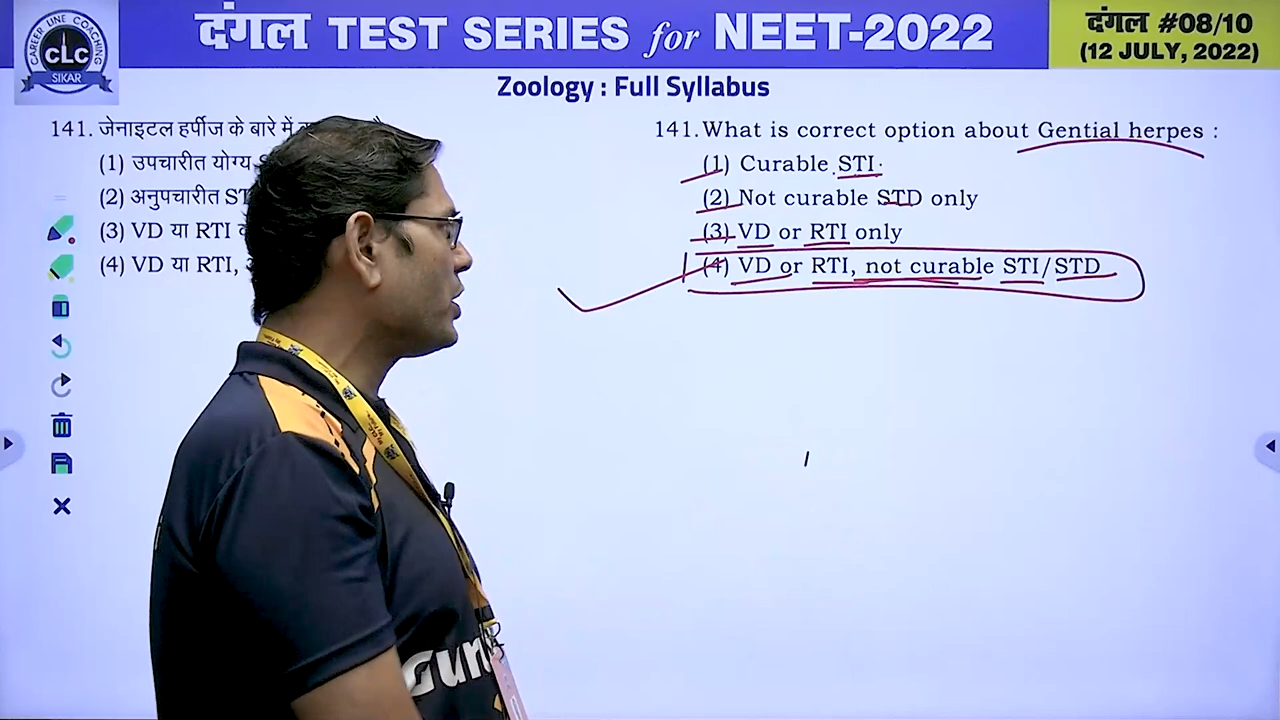 दंगल TEST SERIES for NEET-2022
दंगल #08/10
(12 JULY, 2022)
CAREER LINE COACHING
CLC
SIKAR
Zoology : Full Syllabus
141. जेनाइटल हर्पीज के बारे में
(1) उपचारीत योग्य
(2) अनुपचारीत
(3) VD या RTI
(4) VD या RTI,
141. What is correct option about Gential herpes :
(1) Curable STI.
(2) Not curable STD only
(3) VD or RTI only
(4) VD or RTI, not curable STI/STD